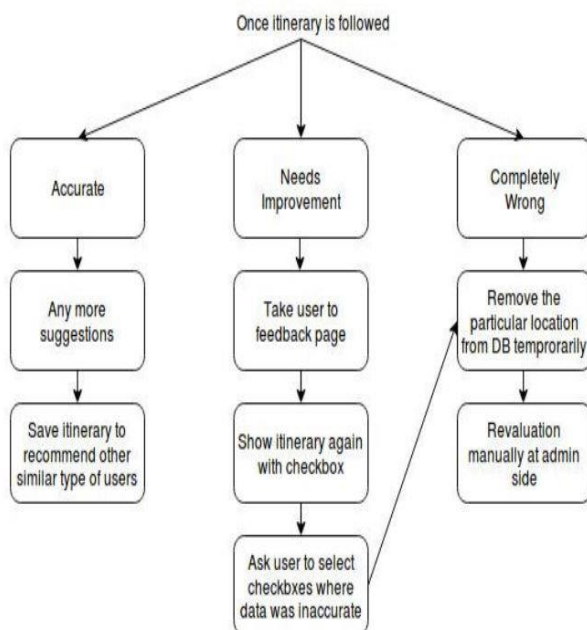 Once itinerary is followed
Accurate
Needs
Improvement
Completely
Wrong
Any more
suggestions
Take user to
feedback page
Remove the
particular location
from DB temprorarily
Save itinerary to
recommend other
similar type of users
Show itinerary again
with checkbox
Revaluation
manually at admin
side
Ask user to select
checkbxes where
data was inaccurate